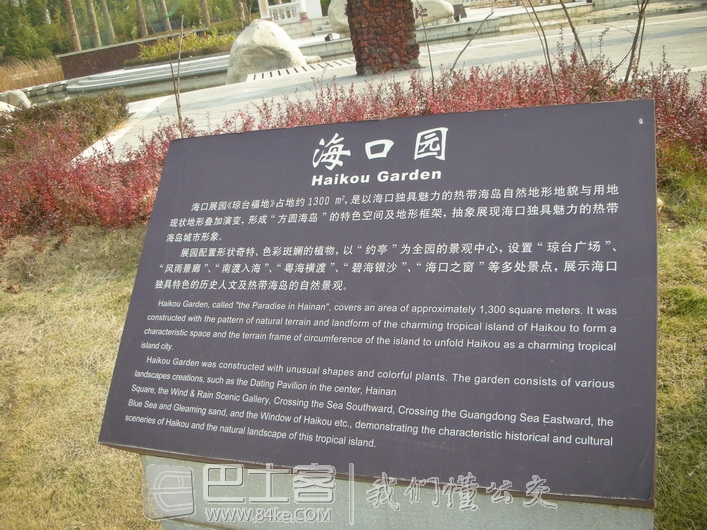 海口园
Haikou Garden
海口展园《琼台福地》占地约 1300 m², 是以海口独具魅力的热带海岛自然地形地貌与用地
现状地形叠加演变，形成“方圆海岛”的特色空间及地形框架，抽象展现海口独具魅力的热带
海岛城市形象。
展园配置形状奇特、色彩斑斓的植物，以“约亭”为全园的景观中心，设置“琼台广场”、
“风雨景廊”、“南渡入海”、“粤海横渡”、“碧海银沙”、“海口之窗”等多处景点，展示海口
独具特色的历史人文及热带海岛的自然景观。
Haikou Garden, called "the Paradise in Hainan", covers an area of approximately 1,300 square meters. It was
constructed with the pattern of natural terrain and landform of the charming tropical island of Haikou to form a
characteristic space and the terrain frame of circumference of the island to unfold Haikou as a charming tropical
island city.
Haikou Garden was constructed with unusual shapes and colorful plants. The garden consists of various
landscapes creations, such as the Dating Pavilion in the center, Hainan
Square, the Wind & Rain Scenic Gallery, Crossing the Sea Southward, Crossing the Guangdong Sea Eastward, the
Blue Sea and Gleaming sand, and the Window of Haikou etc., demonstrating the characteristic historical and cultural
sceneries of Haikou and the natural landscape of this tropical island.
巴士客 我们懂公交
www.84ke.com